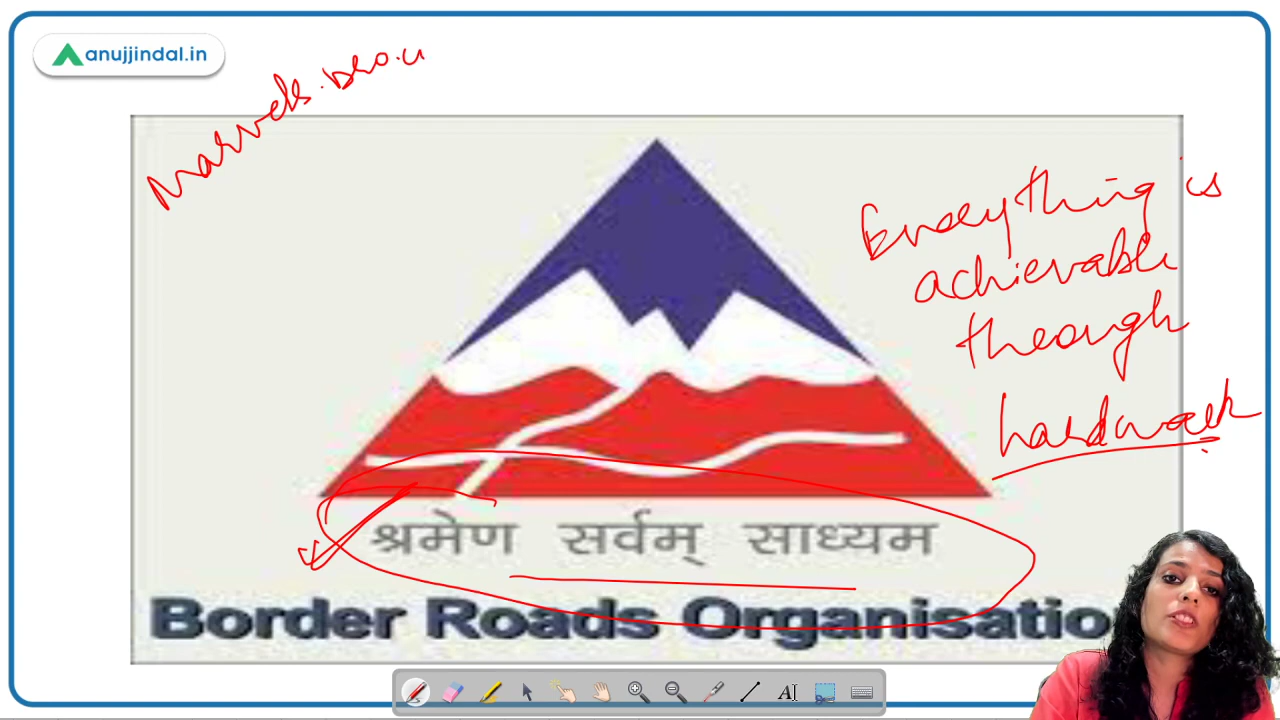 anujjindal.in
Marvels.bro.u
Everything is
achievable
through
hardwork
श्रमेण सर्वम् साध्यम
Border Roads Organisatio